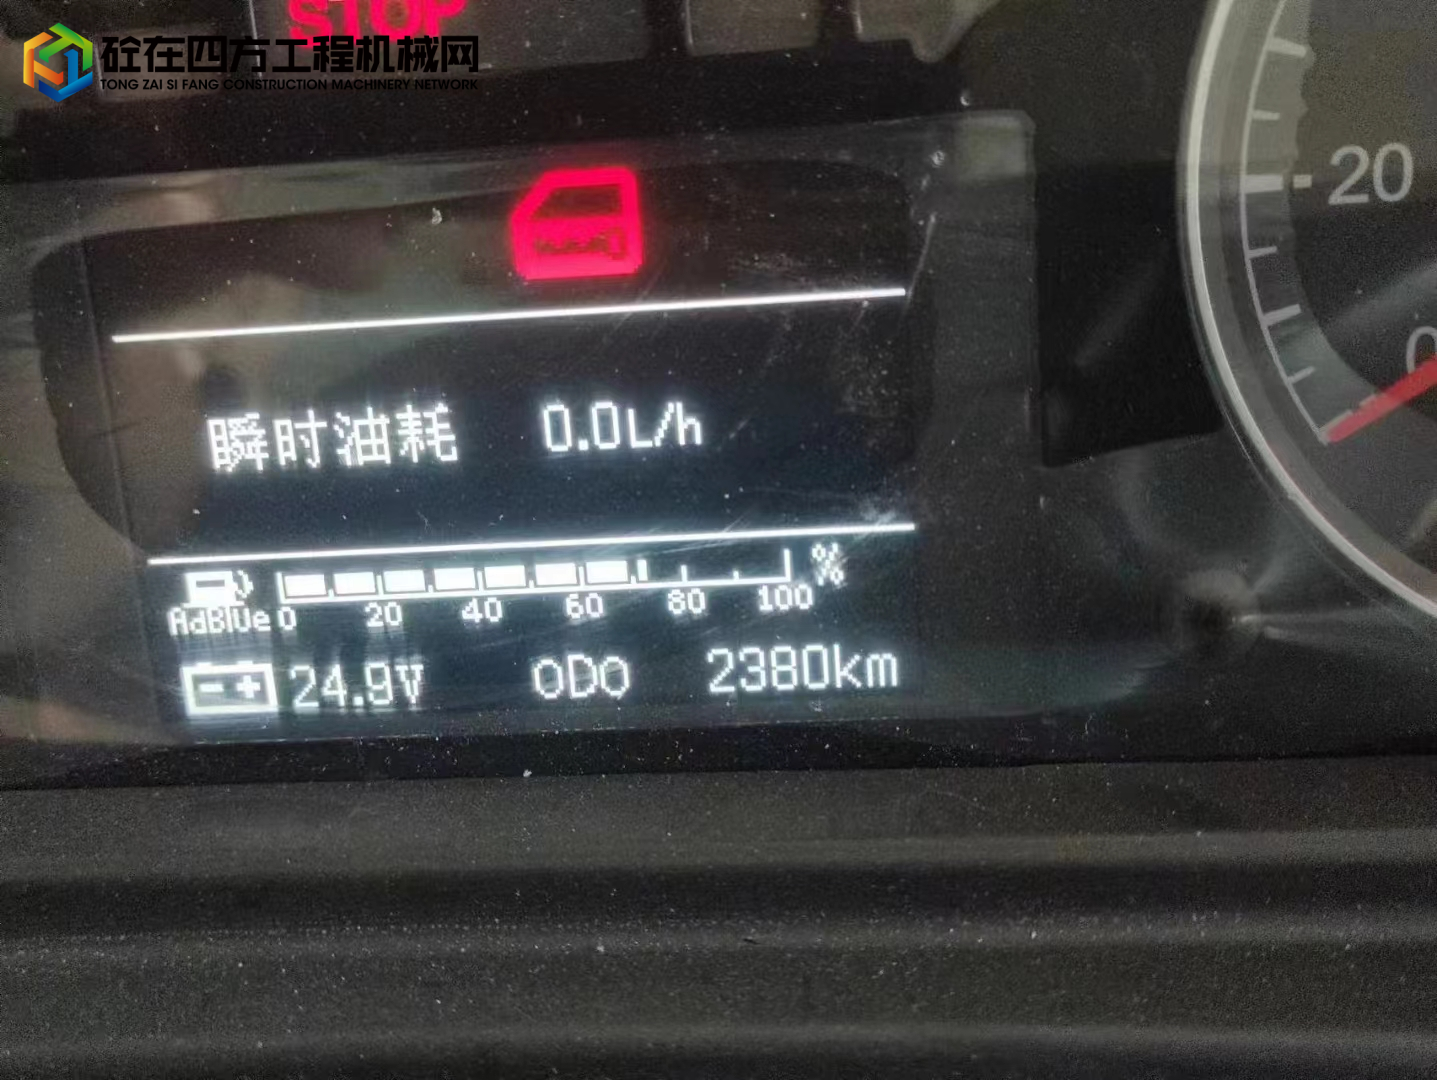 STOP
砼在四方工程机械网
TONG ZAI SI FANG CONSTRUCTION MACHINERY NETWORK
20
0
瞬时油耗 0.0L/h
%
AdBlue 0 20 40 60 80 100
- + 24.9V ODO 2380km